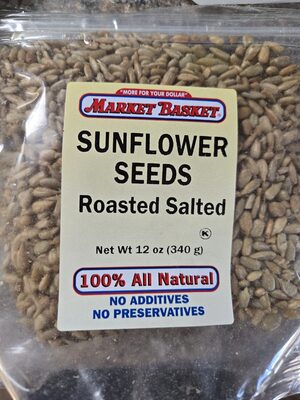 "MORE FOR YOUR DOLLAR"
MARKET BASKET
SUNFLOWER
SEEDS
Roasted Salted
K
Net Wt 12 oz (340 g)
100% All Natural
NO ADDITIVES
NO PRESERVATIVES